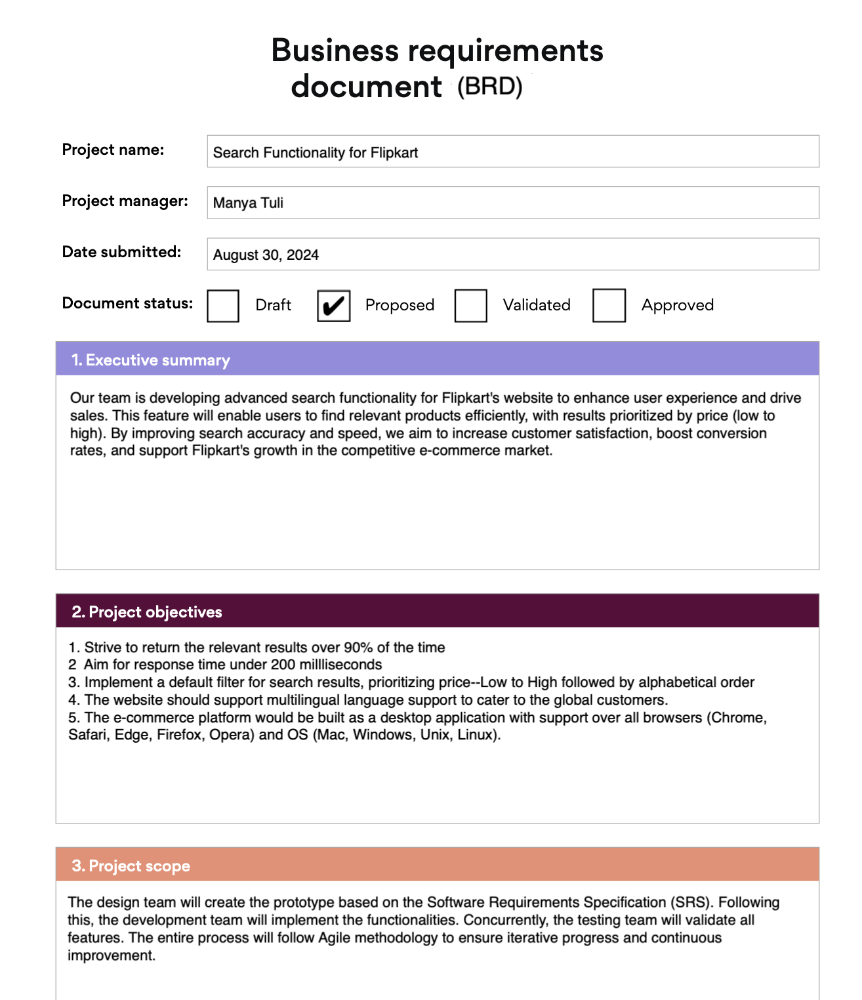 Business requirements
document (BRD)
Project name:
Search Functionality for Flipkart
Project manager:
Manya Tuli
Date submitted:
August 30, 2024
Document status:
Draft
✔ Proposed
Validated
Approved
1. Executive summary
Our team is developing advanced search functionality for Flipkart's website to enhance user experience and drive
sales. This feature will enable users to find relevant products efficiently, with results prioritized by price (low to
high). By improving search accuracy and speed, we aim to increase customer satisfaction, boost conversion
rates, and support Flipkart's growth in the competitive e-commerce market.
2. Project objectives
1. Strive to return the relevant results over 90% of the time
2  Aim for response time under 200 millliseconds
3. Implement a default filter for search results, prioritizing price--Low to High followed by alphabetical order
4. The website should support multilingual language support to cater to the global customers.
5. The e-commerce platform would be built as a desktop application with support over all browsers (Chrome,
Safari, Edge, Firefox, Opera) and OS (Mac, Windows, Unix, Linux).
3. Project scope
The design team will create the prototype based on the Software Requirements Specification (SRS). Following
this, the development team will implement the functionalities. Concurrently, the testing team will validate all
features. The entire process will follow Agile methodology to ensure iterative progress and continuous
improvement.